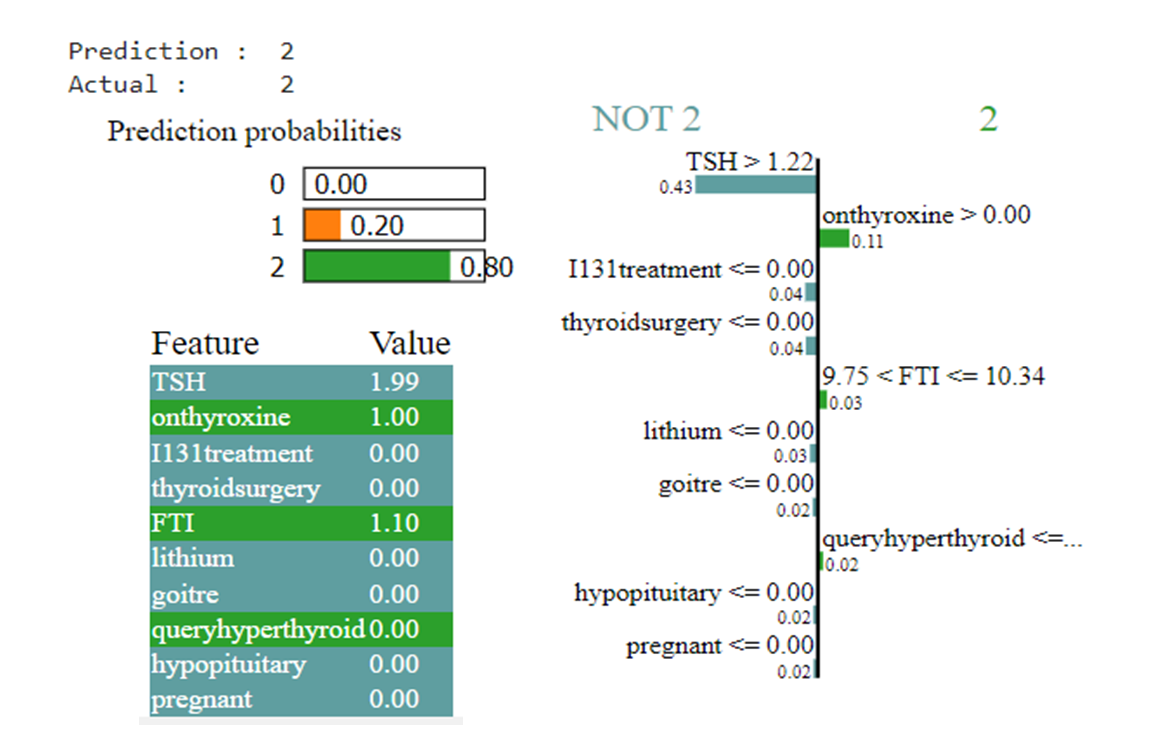 Prediction :  2
Actual :      2
Prediction probabilities
0 0.00
1 0.20
2 0.80
Feature Value
TSH 1.99
onthyroxine 1.00
I131treatment 0.00
thyroidsurgery 0.00
FTI 1.10
lithium 0.00
goitre 0.00
queryhyperthyroid 0.00
hypopituitary 0.00
pregnant 0.00
NOT 2 2
TSH > 1.22
0.43
onthyroxine > 0.00
0.11
I131treatment <= 0.00
0.04
thyroidsurgery <= 0.00
0.04
9.75 < FTI <= 10.34
0.03
lithium <= 0.00
0.03
goitre <= 0.00
0.02
queryhyperthyroid <=...
0.02
hypopituitary <= 0.00
0.02
pregnant <= 0.00
0.02